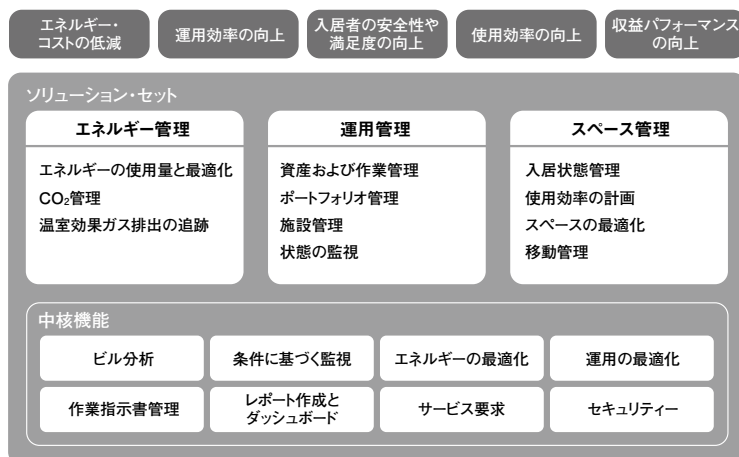 エネルギー・
コストの低減
運用効率の向上
入居者の安全性や
満足度の向上
使用効率の向上
収益パフォーマンス
の向上
ソリューション・セット
エネルギー管理
エネルギーの使用量と最適化
CO₂管理
温室効果ガス排出の追跡
運用管理
資産および作業管理
ポートフォリオ管理
施設管理
状態の監視
スペース管理
入居状態管理
使用効率の計画
スペースの最適化
移動管理
中核機能
ビル分析
条件に基づく監視
エネルギーの最適化
運用の最適化
作業指示書管理
レポート作成と
ダッシュボード
サービス要求
セキュリティー